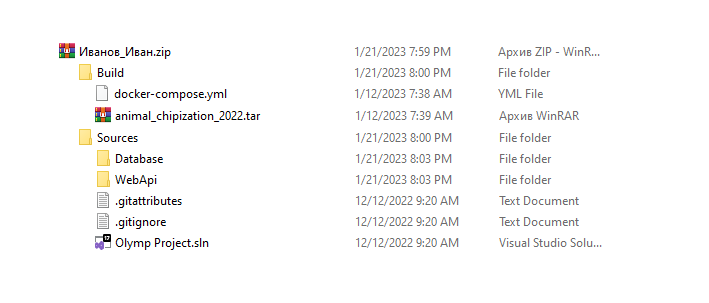 Иванов_Иван.zip 1/21/2023 7:59 PM Архив ZIP - WinR...
Build 1/21/2023 8:00 PM File folder
docker-compose.yml 1/12/2023 7:38 AM YML File
animal_chipization_2022.tar 1/12/2023 7:39 AM Архив WinRAR
Sources 1/21/2023 8:00 PM File folder
Database 1/21/2023 8:03 PM File folder
WebApi 1/21/2023 8:03 PM File folder
.gitattributes 12/12/2022 9:20 AM Text Document
.gitignore 12/12/2022 9:20 AM Text Document
Olymp Project.sln 12/12/2022 9:20 AM Visual Studio Solu...